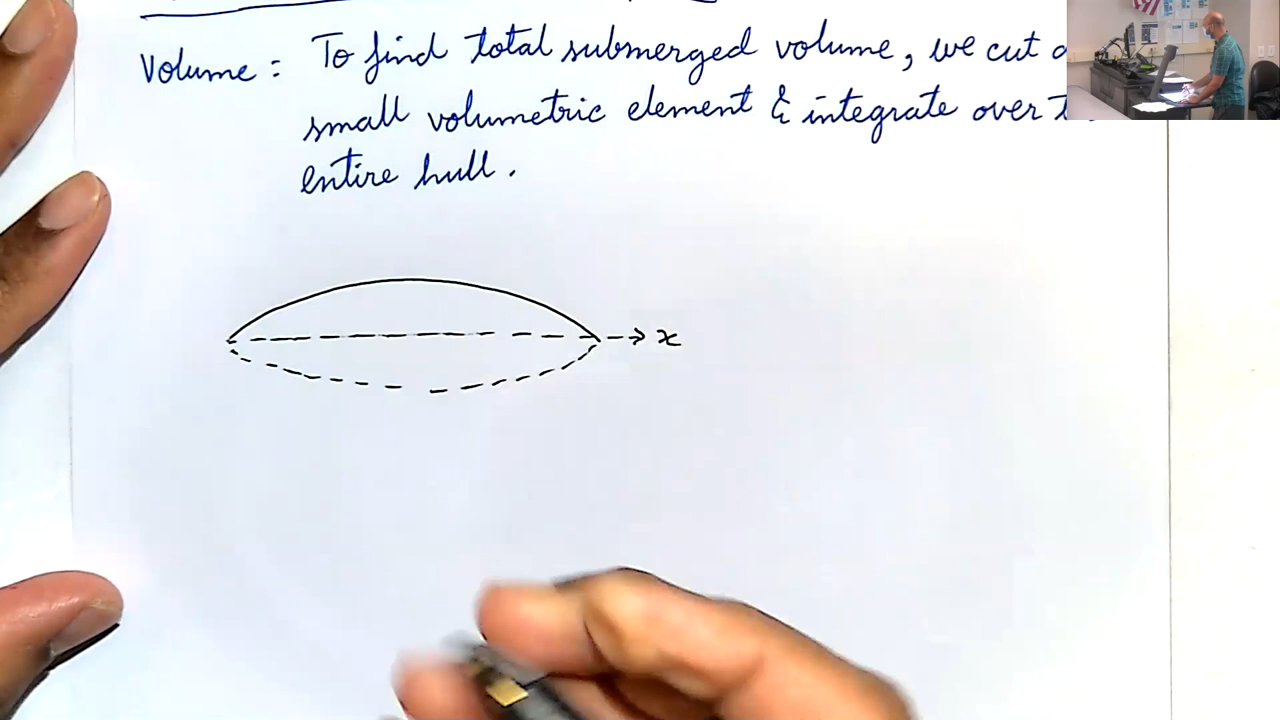 Volume: To find total submerged volume, we cut a
small volumetric element & integrate over
entire hull.
x